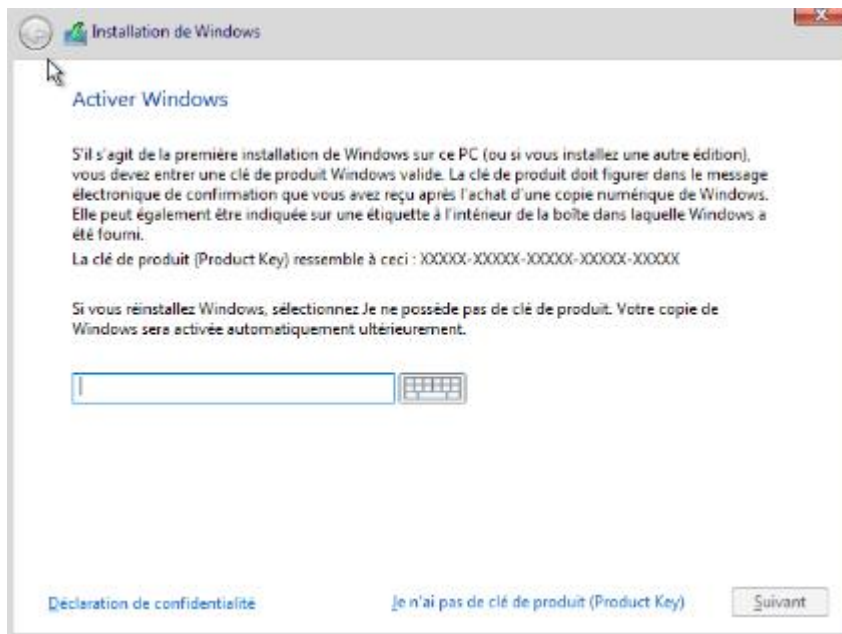 Installation de Windows
Activer Windows
S'il s'agit de la première installation de Windows sur ce PC (ou si vous installez une autre édition),
vous devez entrer une clé de produit Windows valide. La clé de produit doit figurer dans le message
électronique de confirmation que vous avez reçu après l'achat d'une copie numérique de Windows.
Elle peut également être indiquée sur une étiquette à l'intérieur de la boîte dans laquelle Windows a
été fourni.
La clé de produit (Product Key) ressemble à ceci : XXXXX-XXXXX-XXXXX-XXXXX-XXXXX
Si vous réinstallez Windows, sélectionnez Je ne possède pas de clé de produit. Votre copie de
Windows sera activée automatiquement ultérieurement.
Déclaration de confidentialité
Je n'ai pas de clé de produit (Product Key)
Suivant